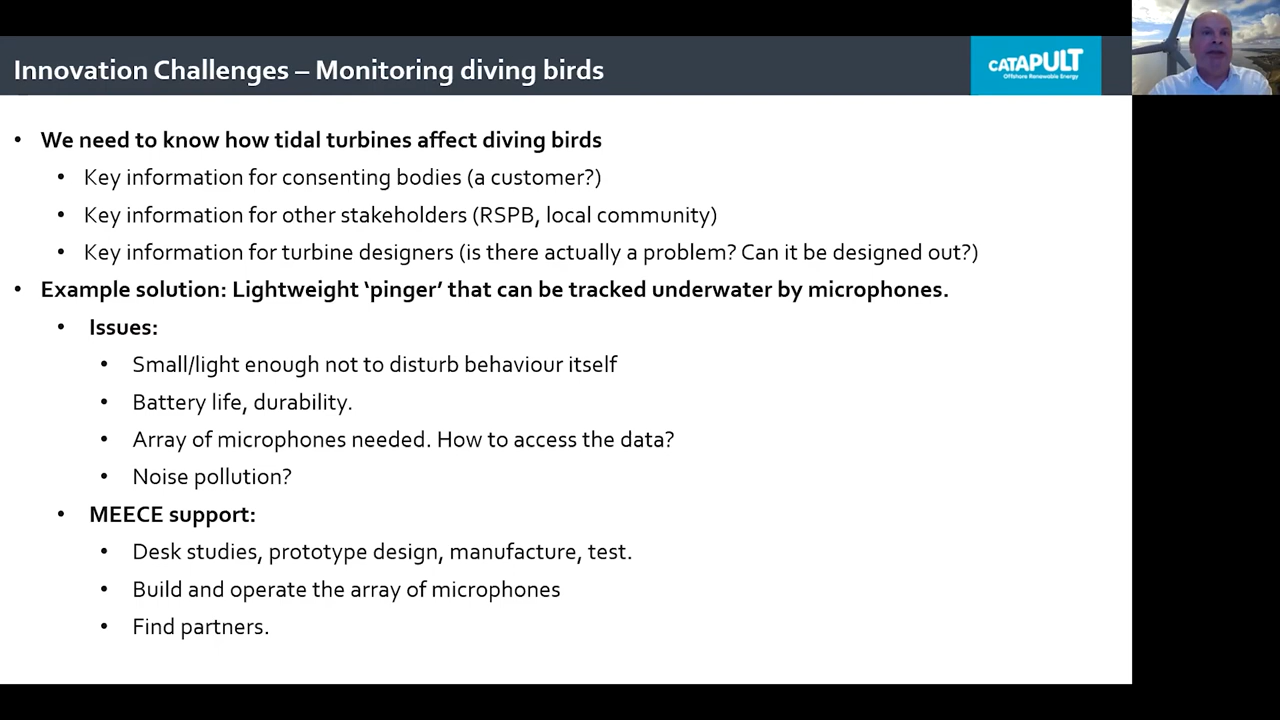 Innovation Challenges – Monitoring diving birds
CATAPULT
Offshore Renewable Energy
• We need to know how tidal turbines affect diving birds
• Key information for consenting bodies (a customer?)
• Key information for other stakeholders (RSPB, local community)
• Key information for turbine designers (is there actually a problem? Can it be designed out?)
• Example solution: Lightweight ‘pinger’ that can be tracked underwater by microphones.
• Issues:
• Small/light enough not to disturb behaviour itself
• Battery life, durability.
• Array of microphones needed. How to access the data?
• Noise pollution?
• MEECE support:
• Desk studies, prototype design, manufacture, test.
• Build and operate the array of microphones
• Find partners.